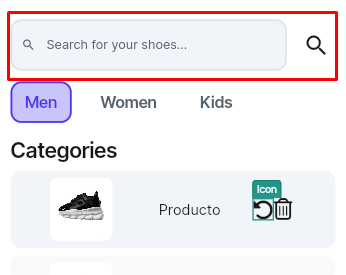 Search for your shoes...
Men Women Kids
Categories
Icon
Producto